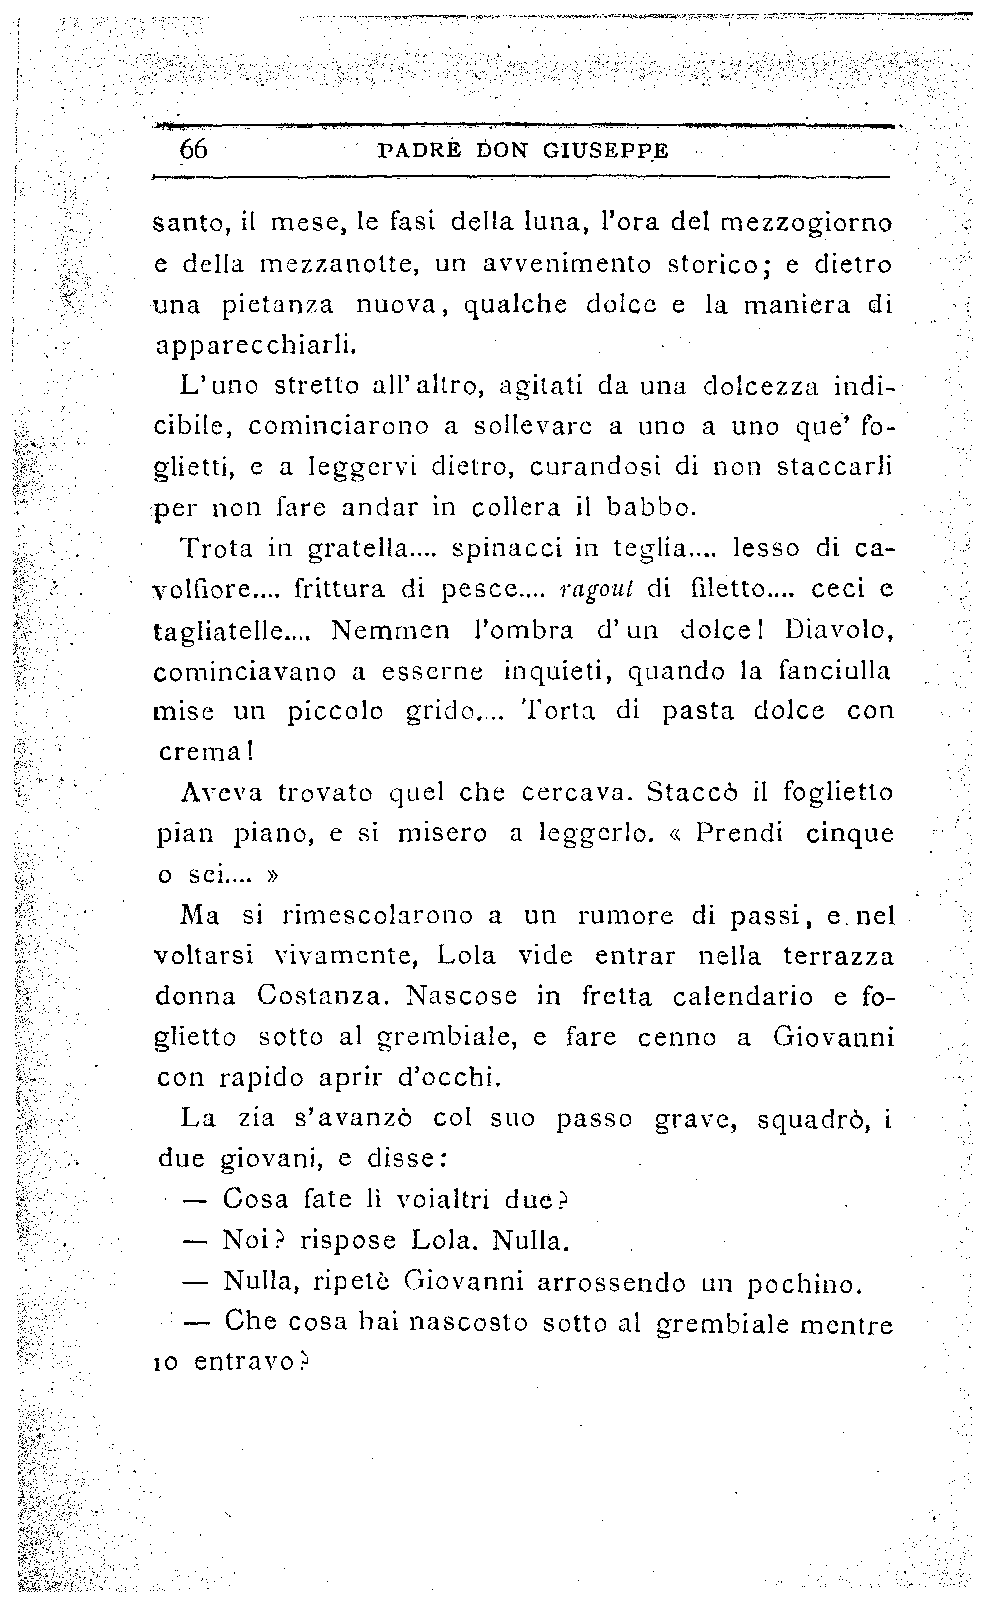 66 PADRE DON GIUSEPPE
santo, il mese, le fasi della luna, l'ora del mezzogiorno
e della mezzanotte, un avvenimento storico; e dietro
una pietanza nuova, qualche dolce e la maniera di
apparecchiarli.
L'uno stretto all'altro, agitati da una dolcezza indi-
cibile, cominciarono a sollevare a uno a uno que' fo-
glietti, e a leggervi dietro, curandosi di non staccarli
per non fare andar in collera il babbo.
Trota in gratella.... spinacci in teglia.... lesso di ca-
volfiore.... frittura di pesce.... ragout di filetto.... ceci e
tagliatelle.... Nemmen l'ombra d'un dolce! Diavolo,
cominciavano a esserne inquieti, quando la fanciulla
mise un piccolo grido.... Torta di pasta dolce con
crema!
Aveva trovato quel che cercava. Staccò il foglietto
pian piano, e si misero a leggerlo. « Prendi cinque
o sei.... »
Ma si rimescolarono a un rumore di passi, e nel
voltarsi vivamente, Lola vide entrar nella terrazza
donna Costanza. Nascose in fretta calendario e fo-
glietto sotto al grembiale, e fare cenno a Giovanni
con rapido aprir d'occhi.
La zia s'avanzò col suo passo grave, squadrò, i
due giovani, e disse:
— Cosa fate lì voialtri due?
— Noi? rispose Lola. Nulla.
— Nulla, ripetè Giovanni arrossendo un pochino.
— Che cosa hai nascosto sotto al grembiale mentre
io entravo?